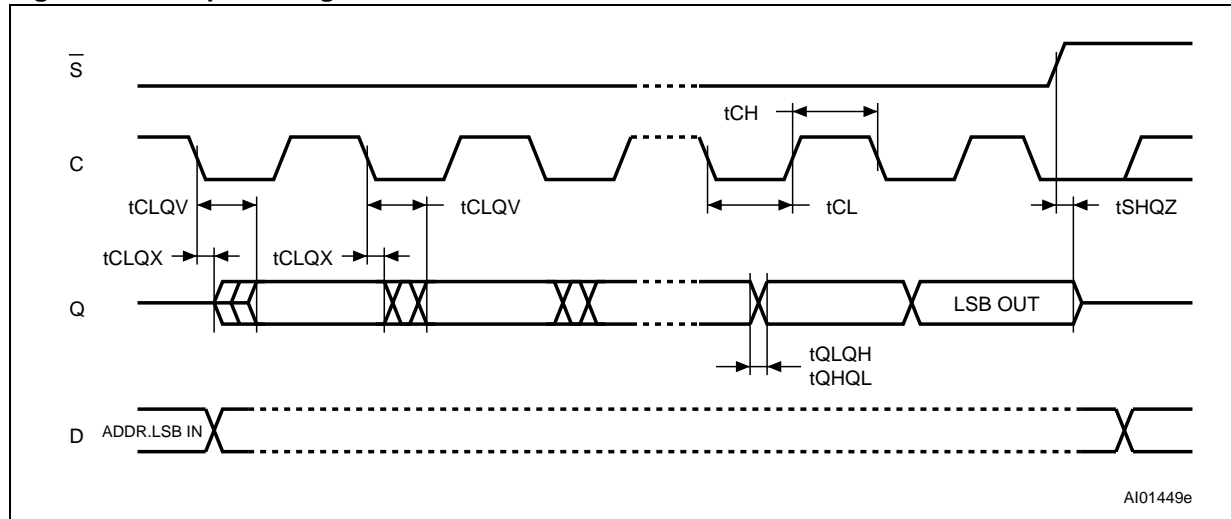 S
tCH
C
tCLQV
tCLQV
tCL
tSHQZ
tCLQX
tCLQX
Q
LSB OUT
tQLQH
tQHQL
D
ADDR.LSB IN
AI01449e